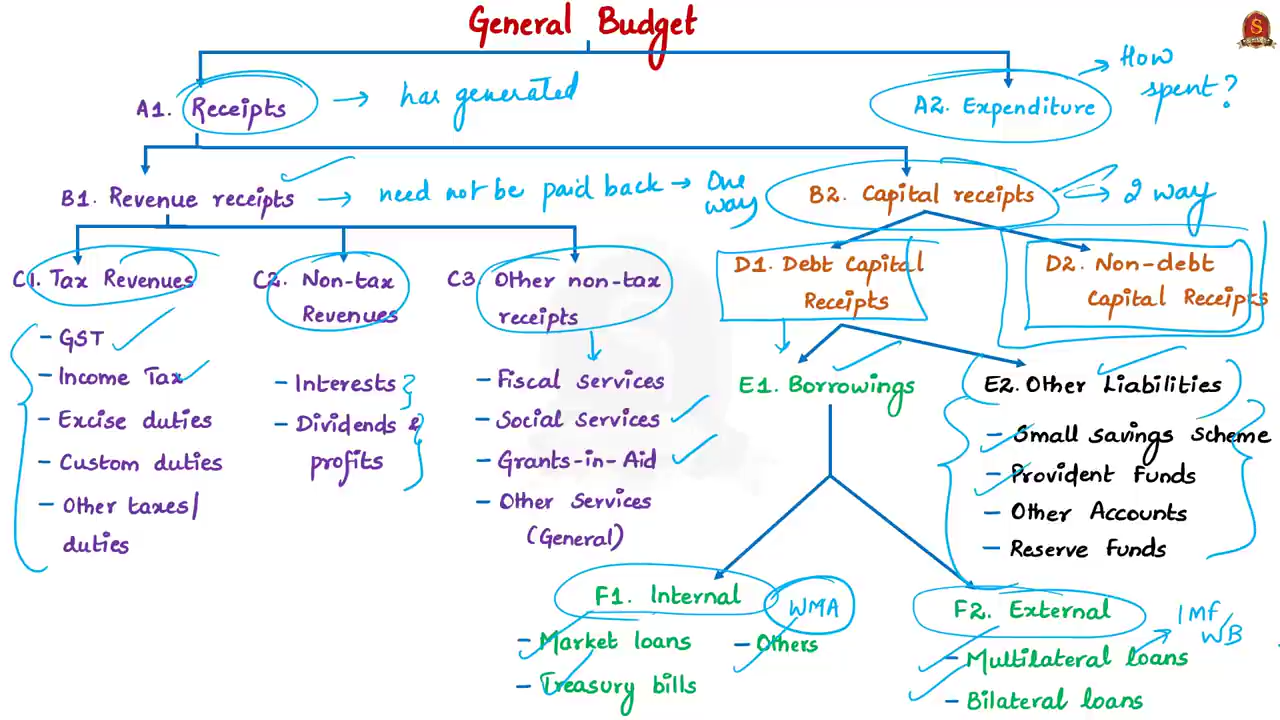 General Budget
A1. Receipts → has generated
A2. Expenditure → How
spent?
B1. Revenue receipts → need not be paid back → One
way
B2. Capital receipts → 2 way
C1. Tax Revenues
- GST
- Income Tax
- Excise duties
- Custom duties
- Other taxes/
duties
C2. Non-tax
Revenues
- Interests
- Dividends &
profits
C3. Other non-tax
receipts
- Fiscal services
- Social Services
- Grants-in-Aid
- Other Services
(General)
D1. Debt Capital
Receipts
D2. Non-debt
Capital Receipts
E1. Borrowings
E2. Other Liabilities
- Small savings scheme
- Provident Funds
- Other Accounts
- Reserve Funds
F1. Internal
WMA
- Market loans
- Others
- Treasury bills
F2. External
IMF/
WB
- Multilateral loans
- Bilateral loans